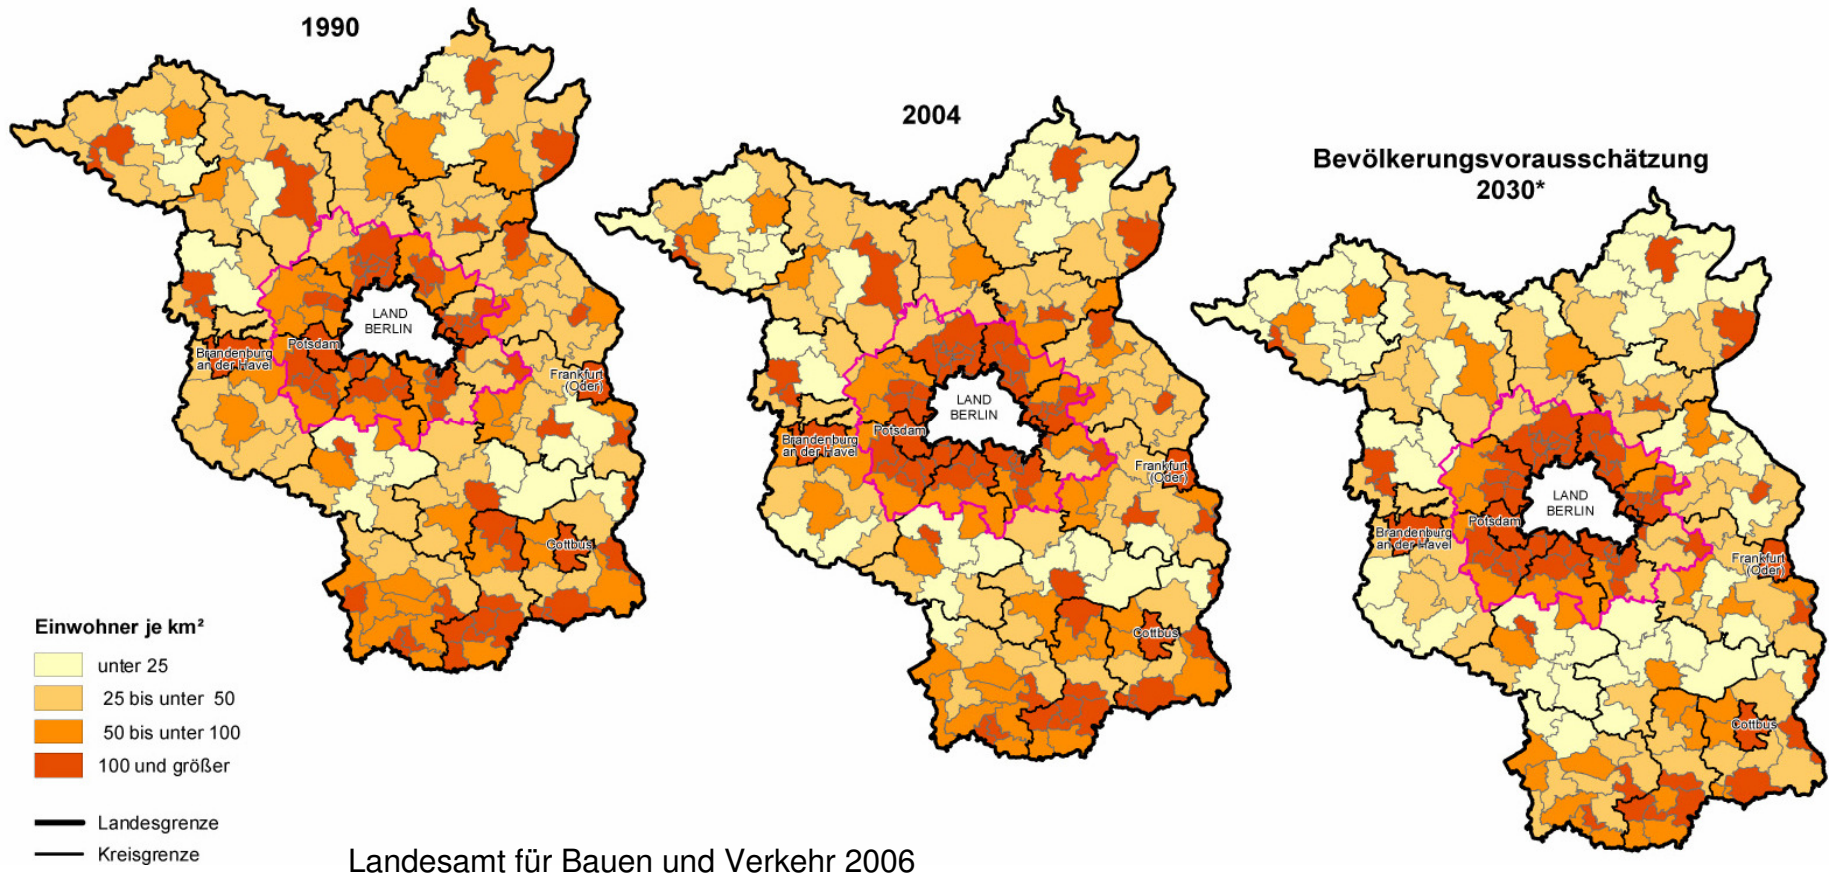 1990
2004
Bevölkerungsvorausschätzung
2030*
LAND
BERLIN
Potsdam
Brandenburg
an der Havel
Frankfurt
(Oder)
Cottbus
LAND
BERLIN
Potsdam
Brandenburg
an der Havel
Frankfurt
(Oder)
Cottbus
LAND
BERLIN
Potsdam
Brandenburg
an der Havel
Frankfurt
(Oder)
Cottbus
Einwohner je km²
unter 25
25 bis unter 50
50 bis unter 100
100 und größer
Landesgrenze
Kreisgrenze
Landesamt für Bauen und Verkehr 2006